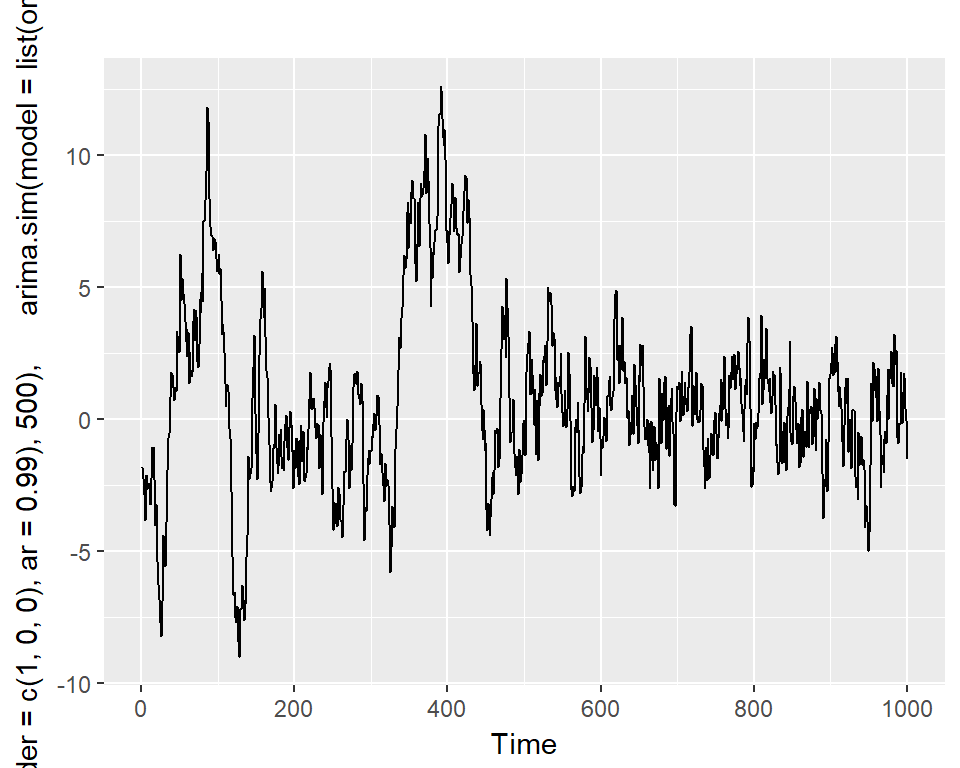 der = c(1, 0, 0), ar = 0.99), 500), arima.sim(model = list(or
10
5
0
-5
-10
0 200 400 600 800 1000
Time